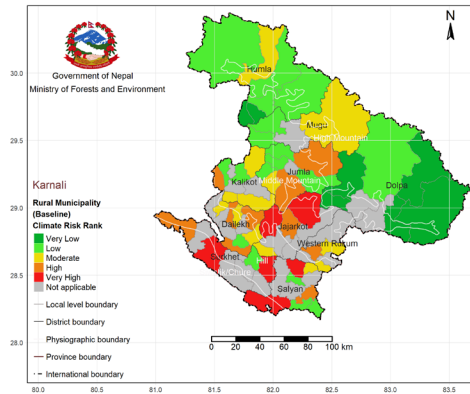 Government of Nepal
Ministry of Forests and Environment
N
30.0
29.5
29.0
28.5
28.0
Humla
Mugu
High Mountain
Jumla
Middle Mountain
Kalikot
Dolpa
Dailekh
Jajarkot
Western Rukum
Surkhet
Hill
Salyan
Karnali
Rural Municipality
(Baseline)
Climate Risk Rank
Very Low
Low
Moderate
High
Very High
Not applicable
Local level boundary
District boundary
Physiographic boundary
Province boundary
International boundary
0 20 40 60 80 100 km
80.0 80.5 81.0 81.5 82.0 82.5 83.0 83.5